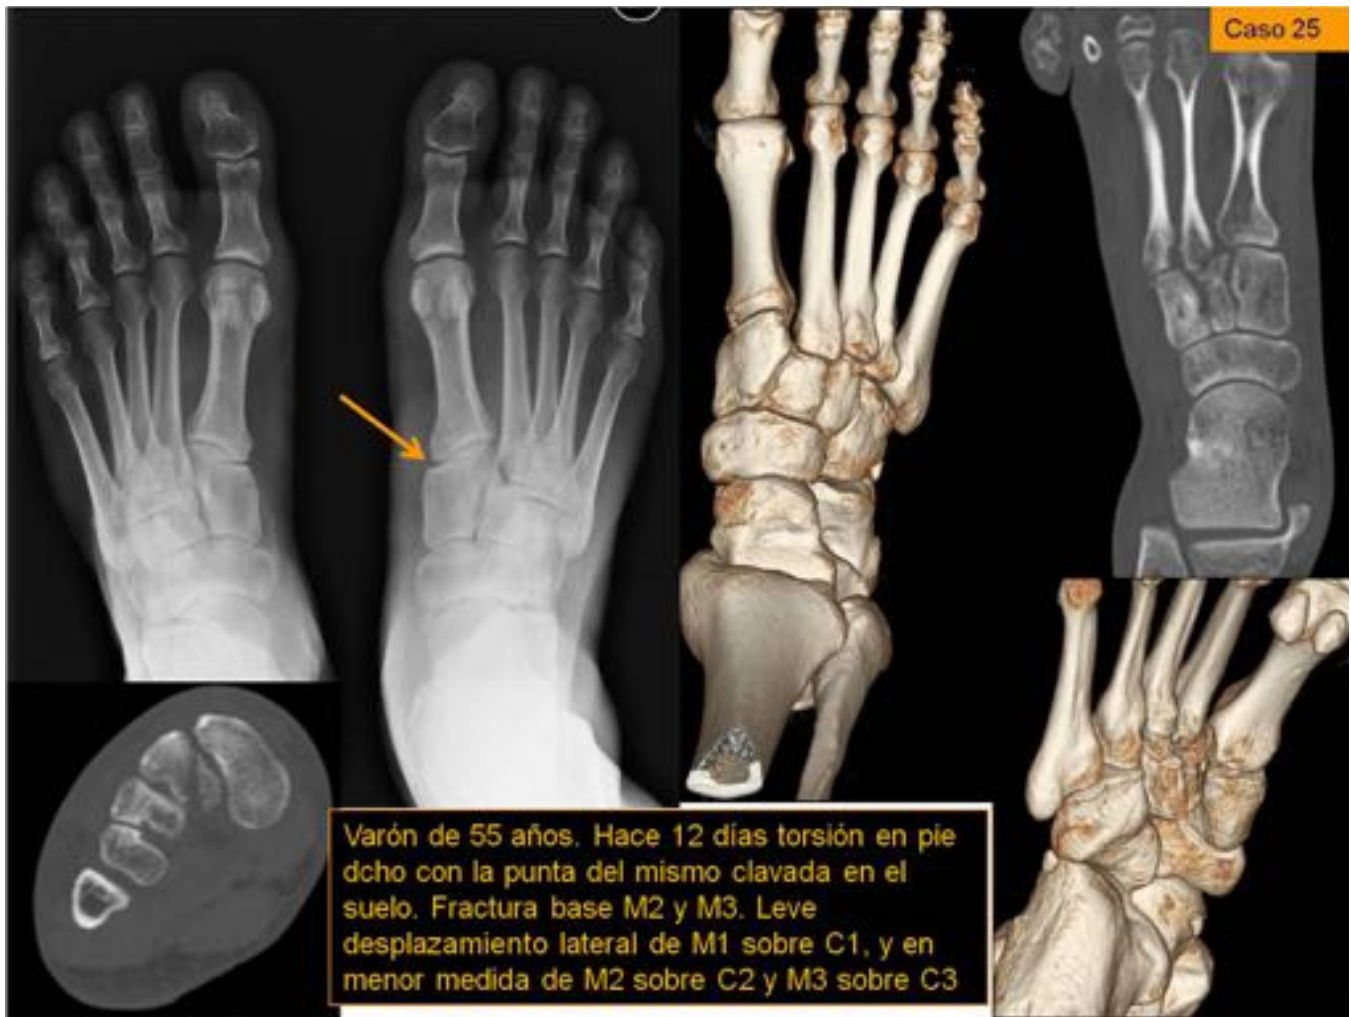 Caso 25
Varón de 55 años. Hace 12 días torsión en pie
dcho con la punta del mismo clavada en el
suelo. Fractura base M2 y M3. Leve
desplazamiento lateral de M1 sobre C1, y en
menor medida de M2 sobre C2 y M3 sobre C3